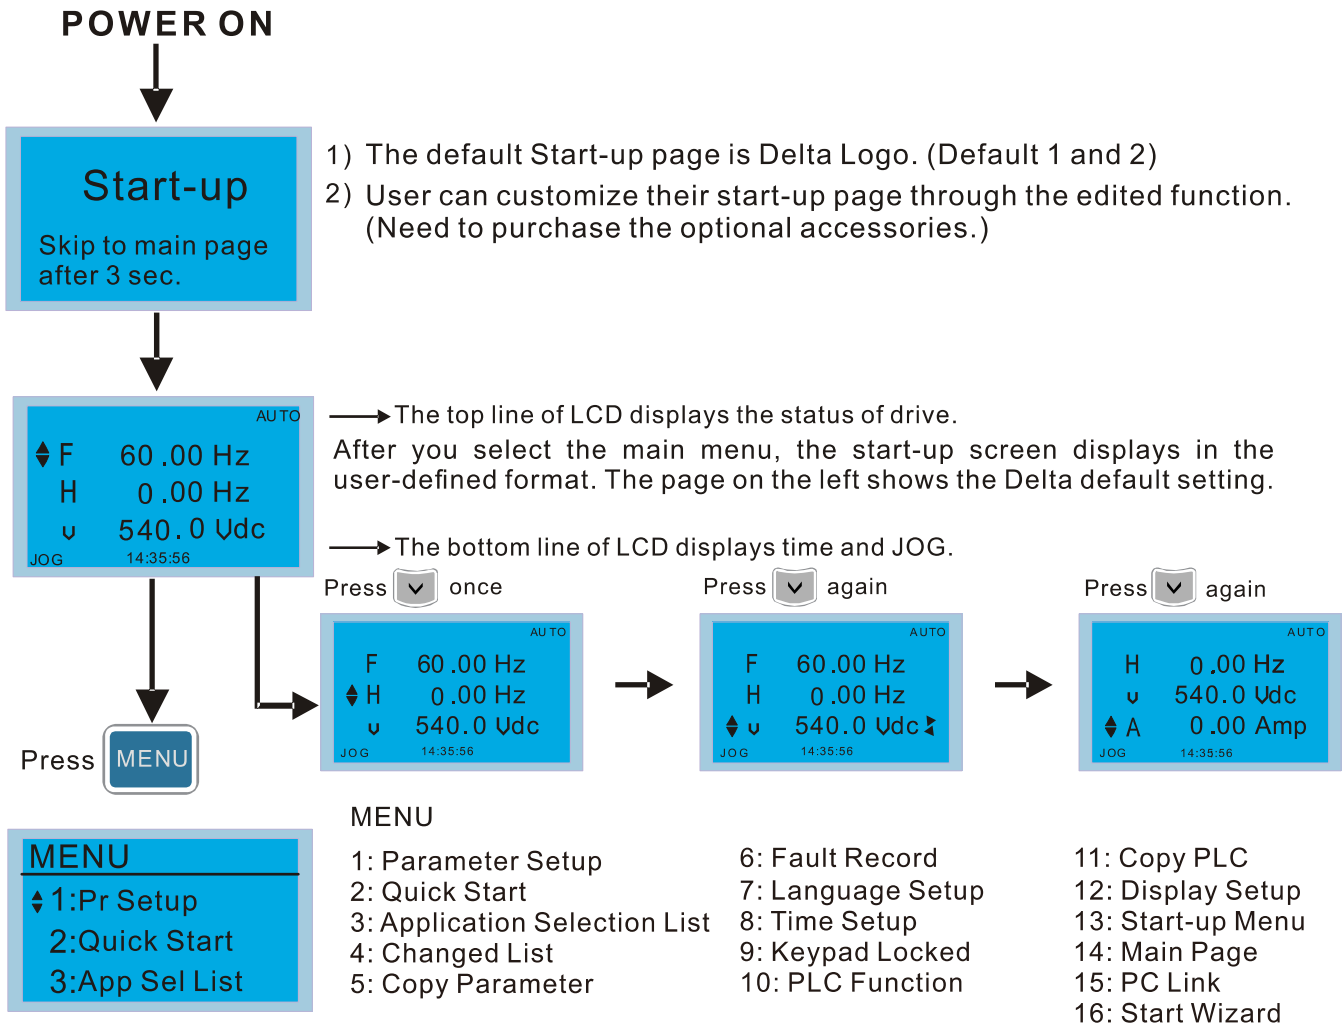 POWER ON
Start-up
Skip to main page
after 3 sec.
1) The default Start-up page is Delta Logo. (Default 1 and 2)
2) User can customize their start-up page through the edited function.
(Need to purchase the optional accessories.)
AUTO
F 60.00 Hz
H 0.00 Hz
u 540.0 Vdc
JOG 14:35:56
The top line of LCD displays the status of drive.
After you select the main menu, the start-up screen displays in the
user-defined format. The page on the left shows the Delta default setting.
The bottom line of LCD displays time and JOG.
Press once
AUTO
F 60.00 Hz
H 0.00 Hz
u 540.0 Vdc
JOG 14:35:56
Press again
AUTO
F 60.00 Hz
H 0.00 Hz
u 540.0 Vdc
JOG 14:35:56
Press again
AUTO
H 0.00 Hz
u 540.0 Vdc
A 0.00 Amp
JOG 14:35:56
Press MENU
MENU
1:Pr Setup
2:Quick Start
3:App Sel List
MENU
1: Parameter Setup
2: Quick Start
3: Application Selection List
4: Changed List
5: Copy Parameter
6: Fault Record
7: Language Setup
8: Time Setup
9: Keypad Locked
10: PLC Function
11: Copy PLC
12: Display Setup
13: Start-up Menu
14: Main Page
15: PC Link
16: Start Wizard